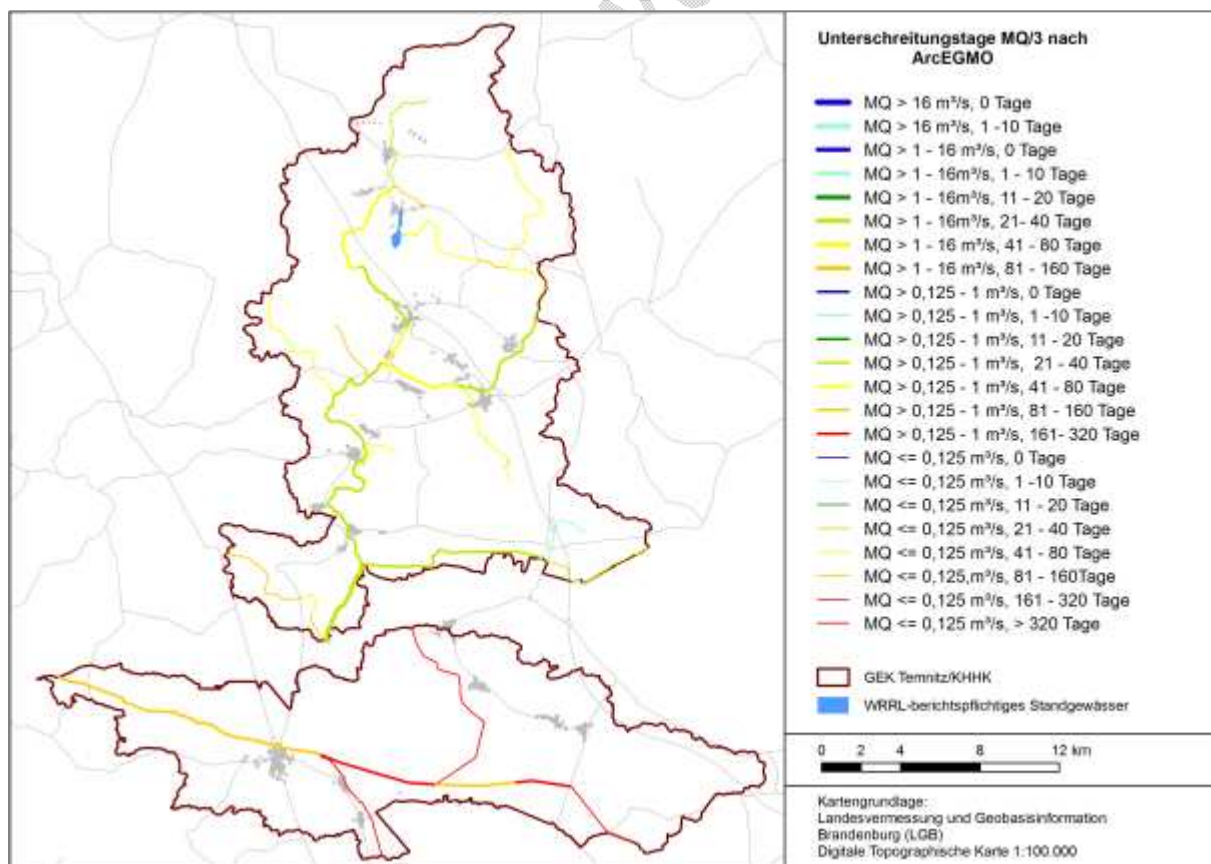 Unterschreitungstage MQ/3 nach
ArcEGMO
MQ > 16 m³/s, 0 Tage
MQ > 16 m³/s, 1 -10 Tage
MQ > 1 - 16 m³/s, 0 Tage
MQ > 1 - 16m³/s, 1 - 10 Tage
MQ > 1 - 16m³/s, 11 - 20 Tage
MQ > 1 - 16m³/s, 21- 40 Tage
MQ > 1 - 16 m³/s, 41 - 80 Tage
MQ > 1 - 16 m³/s, 81 - 160 Tage
MQ > 0,125 - 1 m³/s, 0 Tage
MQ > 0,125 - 1 m³/s, 1 -10 Tage
MQ > 0,125 - 1 m³/s, 11 - 20 Tage
MQ > 0,125 - 1 m³/s, 21 - 40 Tage
MQ > 0,125 - 1 m³/s, 41 - 80 Tage
MQ > 0,125 - 1 m³/s, 81 - 160 Tage
MQ > 0,125 - 1 m³/s, 161- 320 Tage
MQ <= 0,125 m³/s, 0 Tage
MQ <= 0,125 m³/s, 1 -10 Tage
MQ <= 0,125 m³/s, 11 - 20 Tage
MQ <= 0,125 m³/s, 21 - 40 Tage
MQ <= 0,125 m³/s, 41 - 80 Tage
MQ <= 0,125,m³/s, 81 - 160Tage
MQ <= 0,125 m³/s, 161 - 320 Tage
MQ <= 0,125 m³/s, > 320 Tage
GEK Temnitz/KHHK
WRRL-berichtspflichtiges Standgewässer
0 2 4 8 12 km
Kartengrundlage:
Landesvermessung und Geobasisinformation
Brandenburg (LGB)
Digitale Topographische Karte 1:100.000